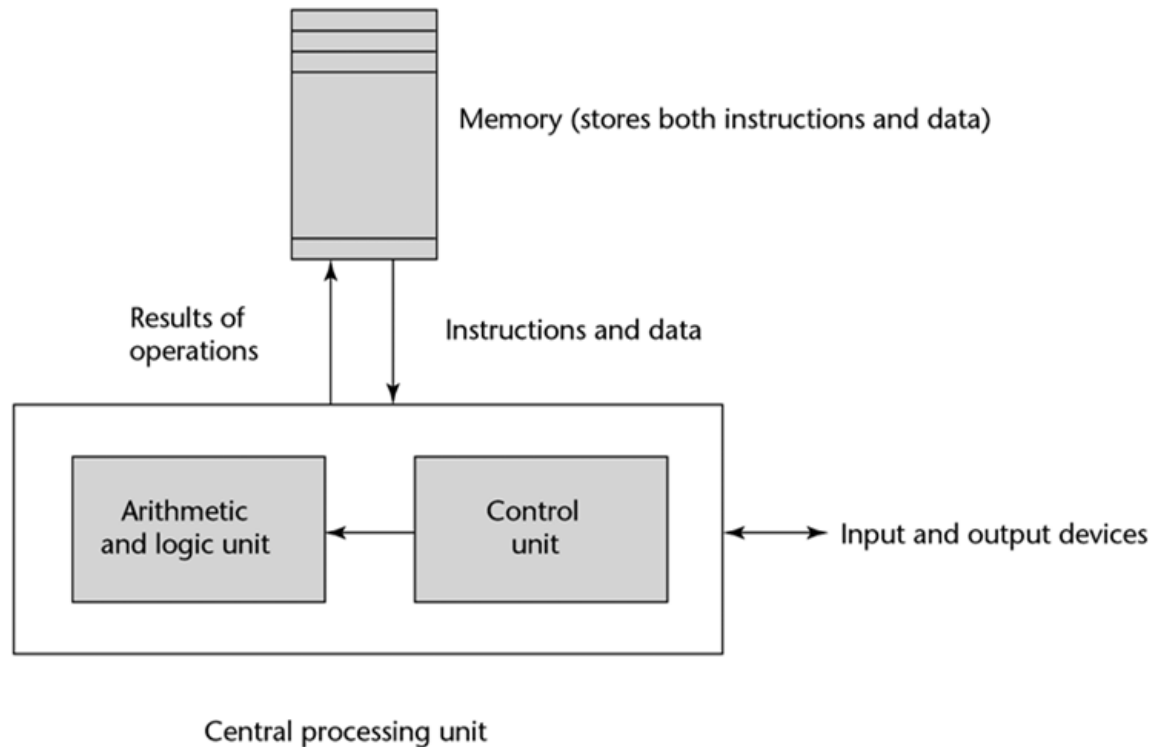 Memory (stores both instructions and data)
Results of
operations
Instructions and data
Arithmetic
and logic unit
Control
unit
Input and output devices
Central processing unit